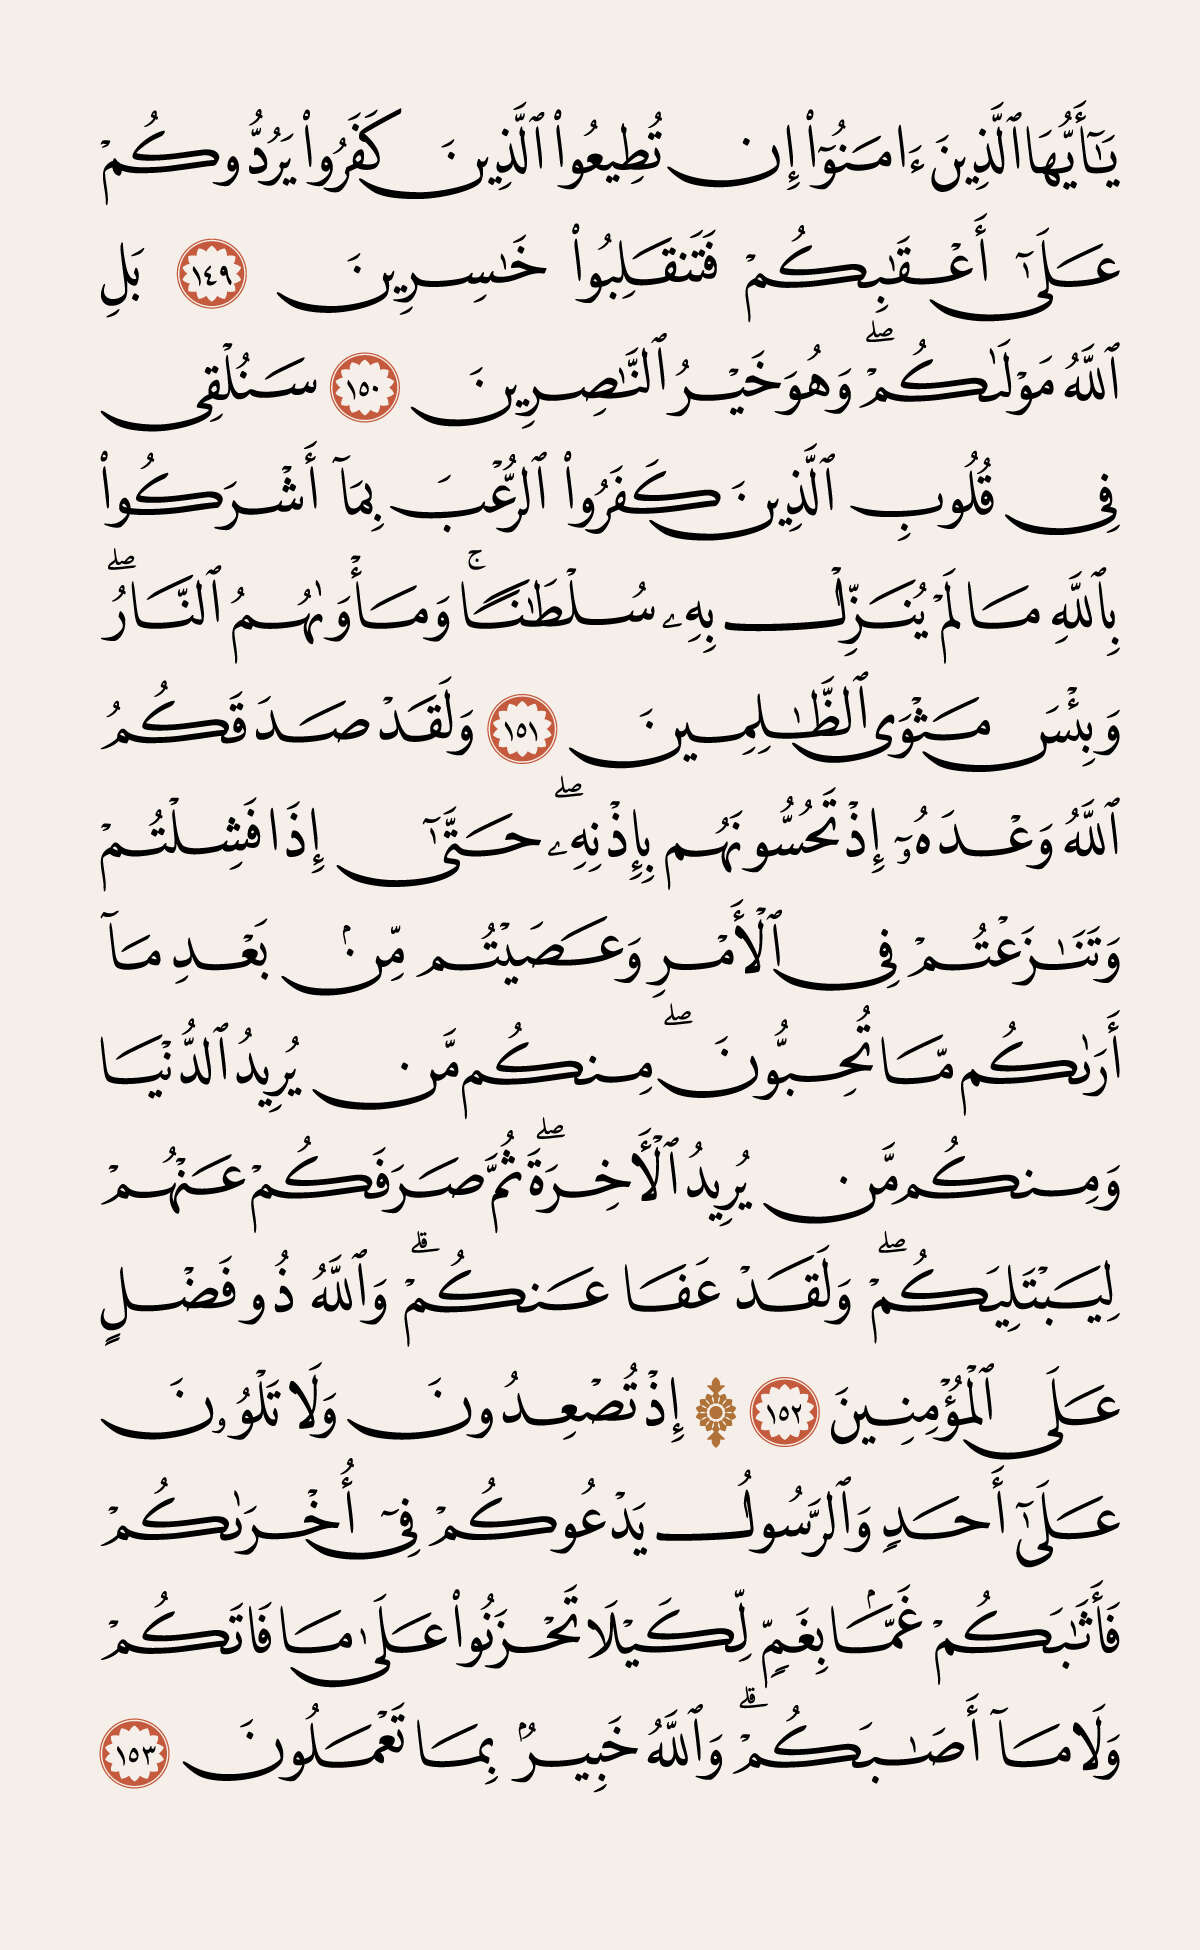 يَـٰٓأَيُّهَا ٱلَّذِينَ ءَامَنُوٓا۟ إِن تُطِيعُوا۟ ٱلَّذِينَ كَفَرُوا۟ يَرُدُّوكُمْ
عَلَىٰٓ أَعْقَـٰبِكُمْ فَتَنقَلِبُوا۟ خَـٰسِرِينَ ١٤٩ بَلِ
ٱللَّهُ مَوْلَىٰكُمْ ۖ وَهُوَ خَيْرُ ٱلنَّـٰصِرِينَ ١٥٠ سَنُلْقِى
فِى قُلُوبِ ٱلَّذِينَ كَفَرُوا۟ ٱلرُّعْبَ بِمَآ أَشْرَكُوا۟
بِٱللَّهِ مَا لَمْ يُنَزِّلْ بِهِۦ سُلْطَـٰنًا ۚ وَمَأْوَىٰهُمُ ٱلنَّارُ ۖ
وَبِئْسَ مَثْوَى ٱلظَّـٰلِمِينَ ١٥١ وَلَقَدْ صَدَقَكُمُ
ٱللَّهُ وَعْدَهُۥٓ إِذْ تَحُسُّونَهُم بِإِذْنِهِۦ ۖ حَتَّىٰٓ إِذَا فَشِلْتُمْ
وَتَنَـٰزَعْتُمْ فِى ٱلْأَمْرِ وَعَصَيْتُم مِّنۢ بَعْدِ مَآ
أَرَىٰكُم مَّا تُحِبُّونَ ۖ مِنكُم مَّن يُرِيدُ ٱلدُّنْيَا
وَمِنكُم مَّن يُرِيدُ ٱلْأَخِرَةَ ۖ ثُمَّ صَرَفَكُمْ عَنْهُمْ
لِيَبْتَلِيَكُمْ ۖ وَلَقَدْ عَفَا عَنكُمْ ۗ وَٱللَّهُ ذُو فَضْلٍ
عَلَى ٱلْمُؤْمِنِينَ ١٥٢ ۞ إِذْ تُصْعِدُونَ وَلَا تَلْوُۥنَ
عَلَىٰٓ أَحَدٍ وَٱلرَّسُولُ يَدْعُوكُمْ فِىٓ أُخْرَىٰكُمْ
فَأَثَـٰبَكُمْ غَمًّۢا بِغَمٍّ لِّكَيْلَا تَحْزَنُوا۟ عَلَىٰ مَا فَاتَكُمْ
وَلَا مَآ أَصَـٰبَكُمْ ۗ وَٱللَّهُ خَبِيرٌۢ بِمَا تَعْمَلُونَ ١٥٣